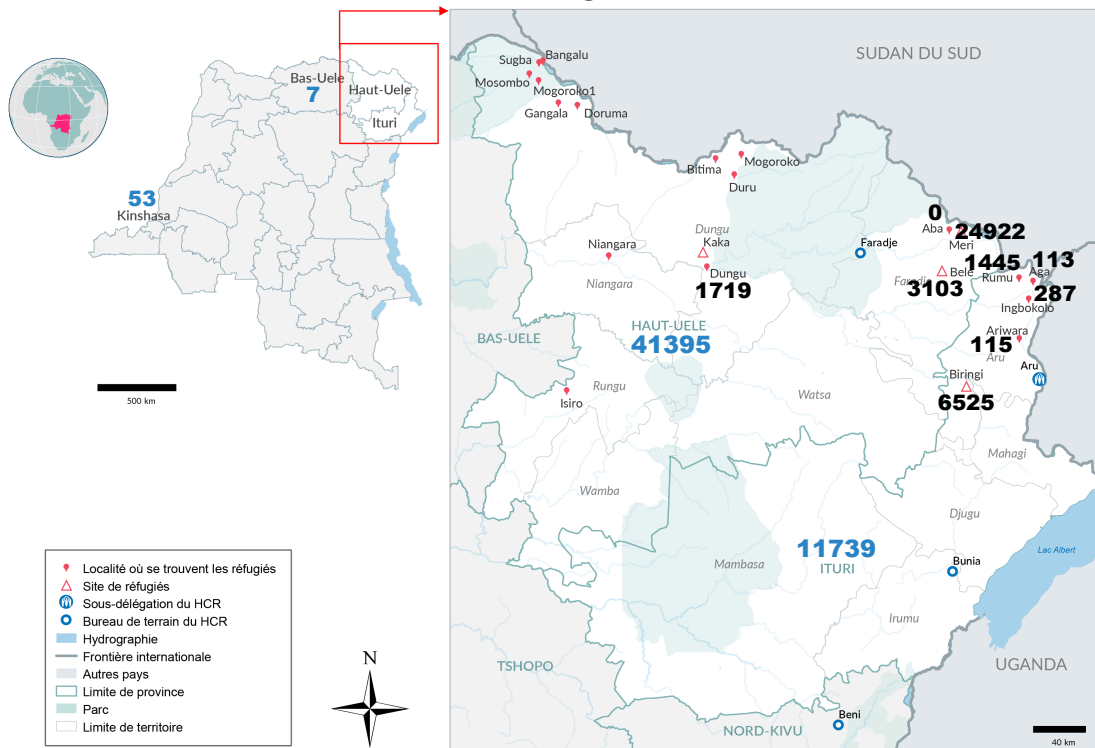 Bas-Uele
7
Haut-Uele
Ituri
53
Kinshasa
500 km
SUDAN DU SUD
Sugba
Bangalu
Mosombo
Mogoroko1
Gangala
Doruma
Bitima
Mogoroko
Duru
0
Aba
24922
Meri
Dungu
Kaka
Niangara
Faradje
1445
113
Rumu
Aga
Bele
Dungu
1719
3103
287
Niangara
Ingbokolo
HAUT-UELE
41395
BAS-UELE
Ariwara
115
Aru
Aru
Biringi
6525
Rungu
Isiro
Watsa
Mahagi
Wamba
Djugu
11739
ITURI
Lac Albert
Bunia
Mambasa
Irumu
TSHOPO
UGANDA
Beni
NORD-KIVU
40 km
Localité où se trouvent les réfugiés
Site de réfugiés
Sous-délégation du HCR
Bureau de terrain du HCR
Hydrographie
Frontière internationale
Autres pays
Limite de province
Parc
Limite de territoire
N